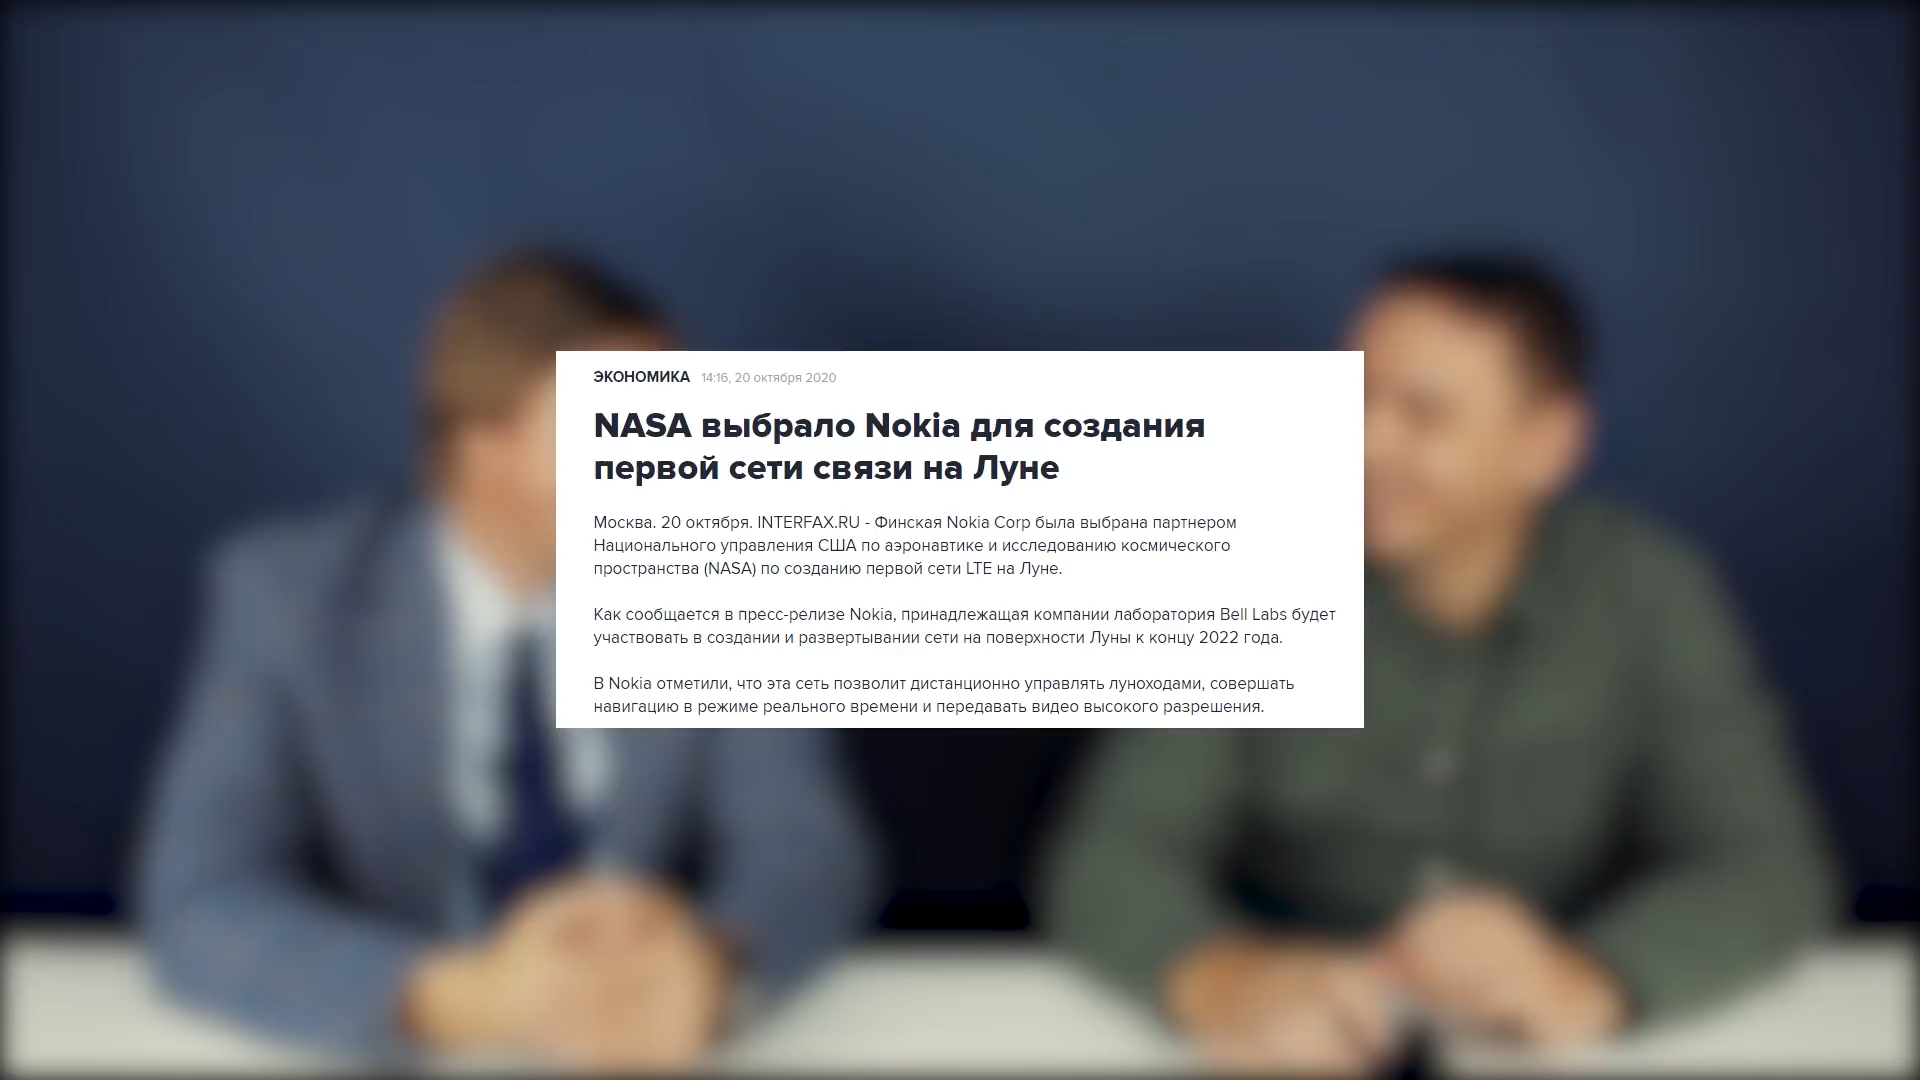 ЭКОНОМИКА 14:16, 20 октября 2020
NASA выбрало Nokia для создания
первой сети связи на Луне
Москва. 20 октября. INTERFAX.RU - Финская Nokia Corp была выбрана партнером
Национального управления США по аэронавтике и исследованию космического
пространства (NASA) по созданию первой сети LTE на Луне.
Как сообщается в пресс-релизе Nokia, принадлежащая компании лаборатория Bell Labs будет
участвовать в создании и развертывании сети на поверхности Луны к концу 2022 года.
В Nokia отметили, что эта сеть позволит дистанционно управлять луноходами, совершать
навигацию в режиме реального времени и передавать видео высокого разрешения.